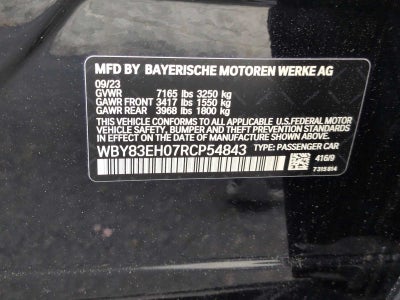 MFD BY BAYERISCHE MOTOREN WERKE AG
09/23
GVWR 7165 lbs 3250 kg
GAWR FRONT 3417 lbs 1550 kg
GAWR REAR 3968 lbs 1800 kg
THIS VEHICLE CONFORMS TO ALL APPLICABLE U.S.FEDERAL MOTOR
VEHICLE SAFETY, BUMPER, AND THEFT PREVENTION STANDARDS
IN EFFECT ON THE DATE OF MANUFACTURE SHOWN ABOVE.
WBY83EH07RCP54843 TYPE: PASSENGER CAR
416/9
7313814